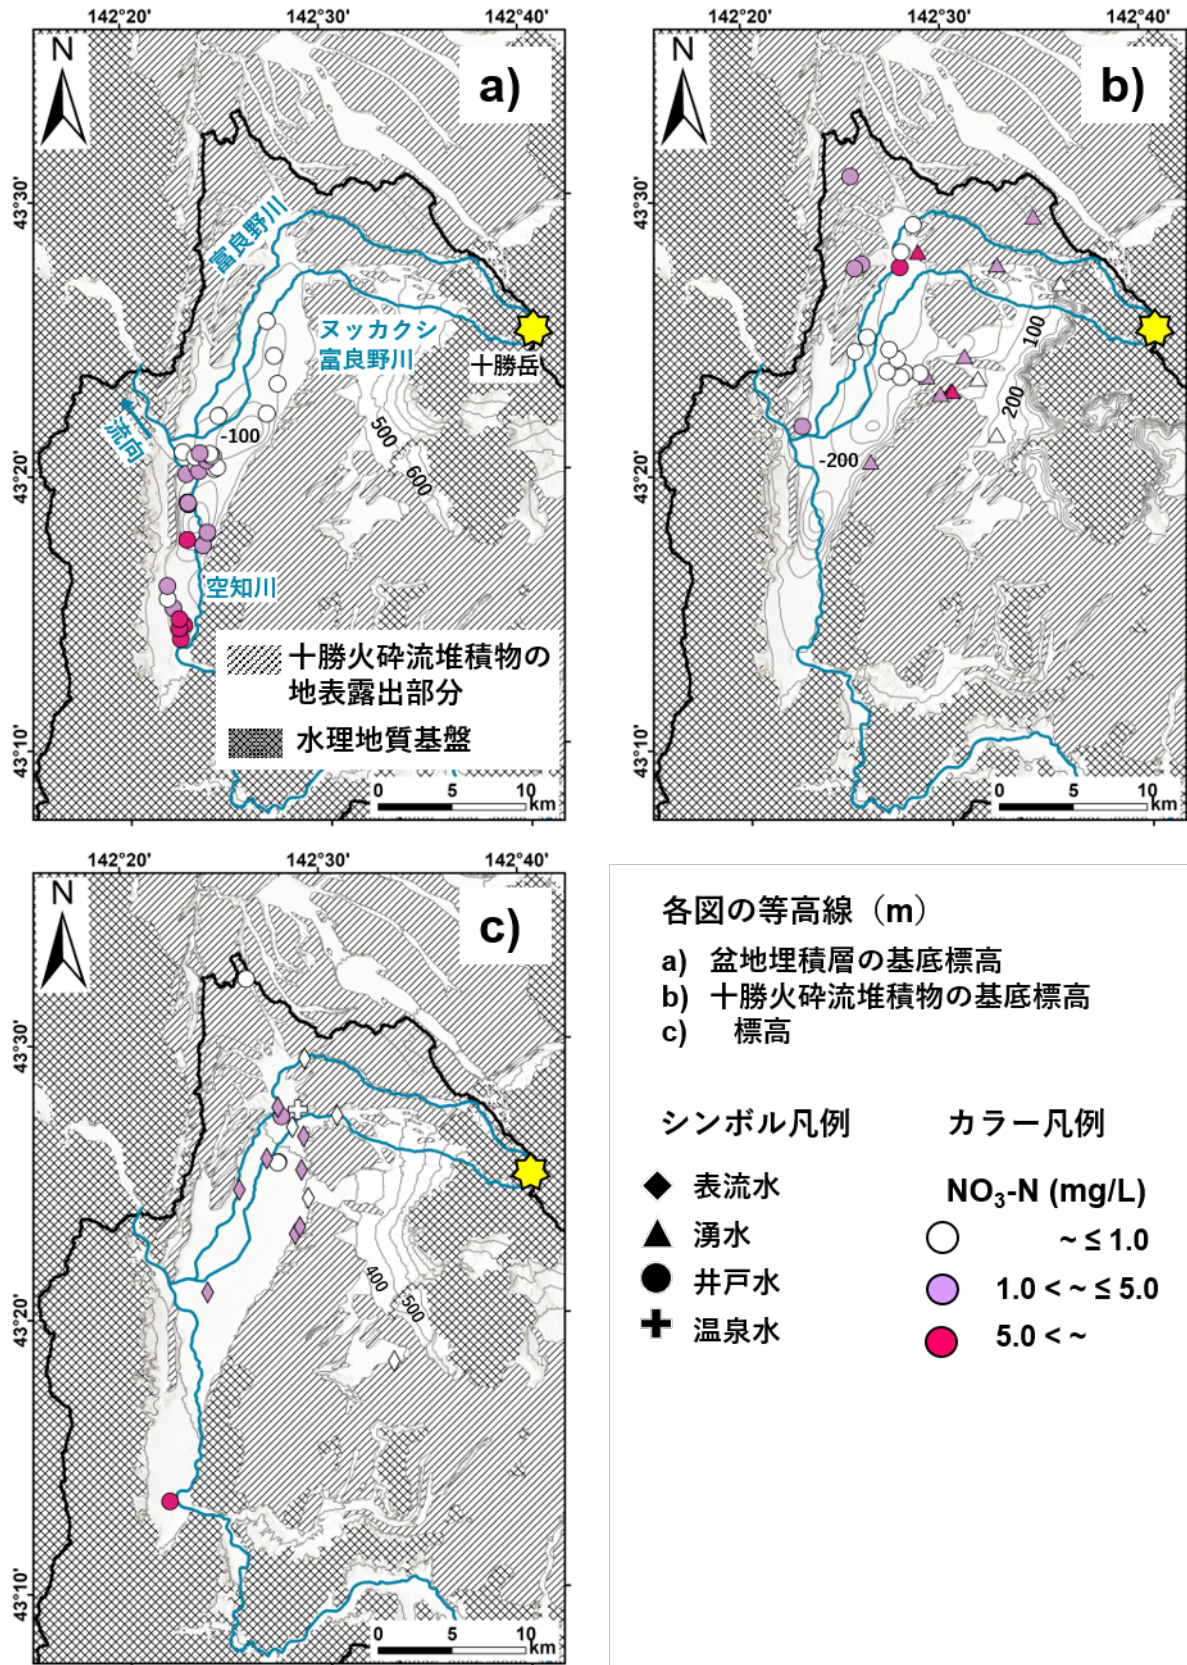 142°20' 142°30' 142°40'
N
a)
43°30'
43°20'
43°10'
富良野川
ヌッカクシ
富良野川
十勝岳
流向
-100
500
600
空知川
十勝火砕流堆積物の
地表露出部分
水理地質基盤
0 5 10
km
142°20' 142°30' 142°40'
N
b)
43°30'
43°20'
43°10'
100
200
-200
0 5 10
km
142°20' 142°30' 142°40'
N
c)
43°30'
43°20'
43°10'
400
500
0 5 10
km
各図の等高線（m）
a) 盆地埋積層の基底標高
b) 十勝火砕流堆積物の基底標高
c) 標高
シンボル凡例
表流水
湧水
井戸水
温泉水
カラー凡例
NO₃-N (mg/L)
~ ≤ 1.0
1.0 < ~ ≤ 5.0
5.0 < ~